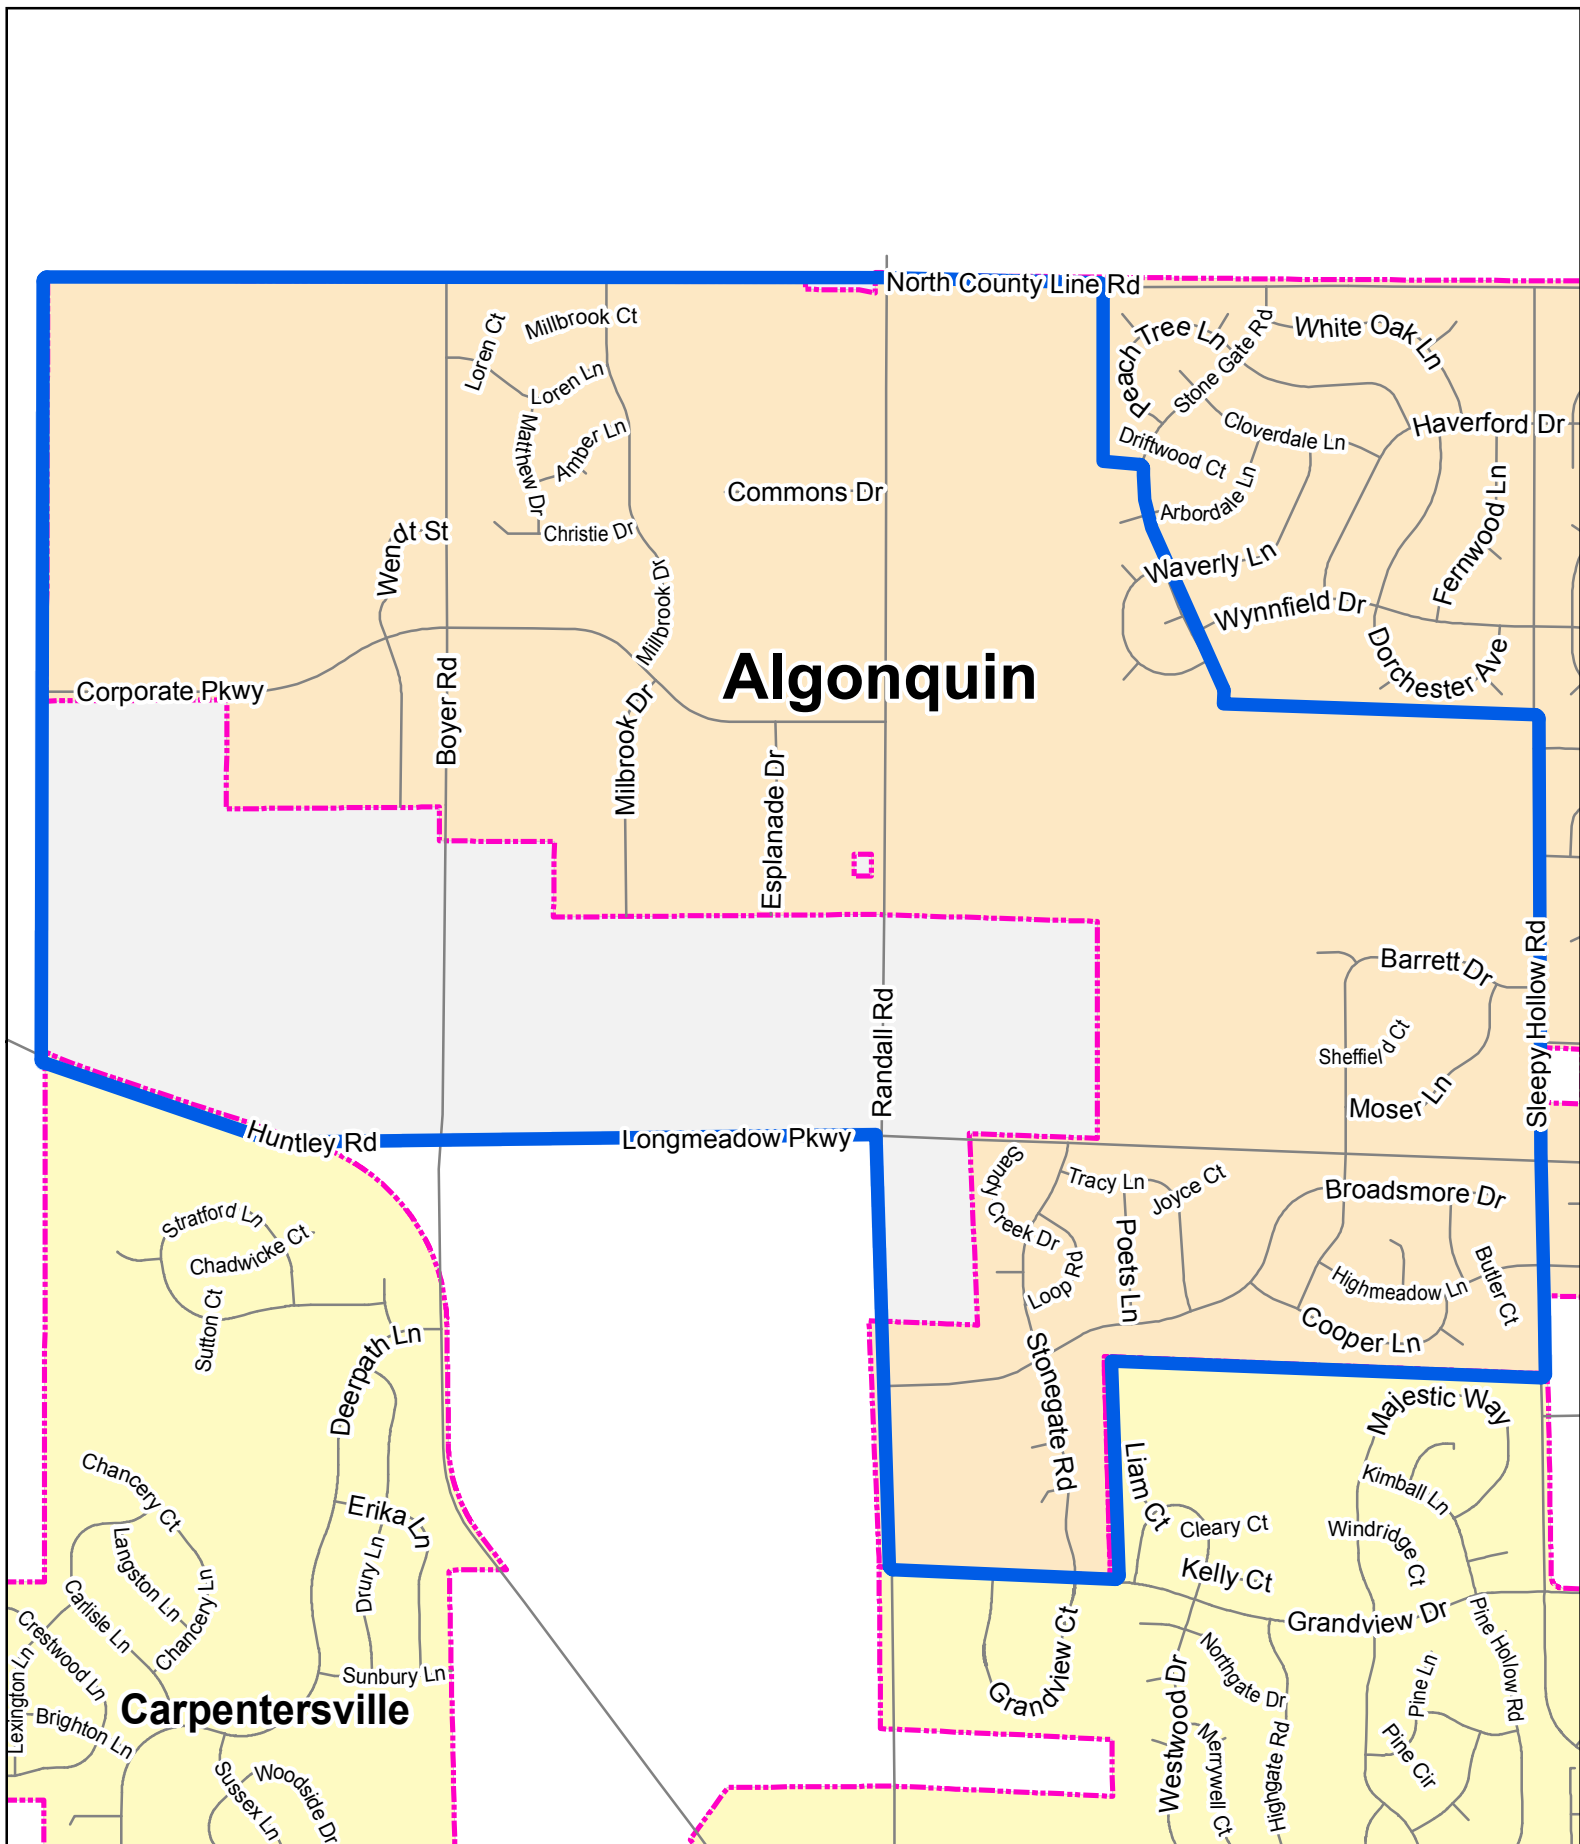 North County Line Rd
Millbrook Ct
Loren Ct
Peach Tree Ln
Stone Gate Rd
White Oak Ln
Loren Ln
Matthew Dr
Amber Ln
Cloverdale Ln
Haverford Dr
Driftwood Ct
Commons Dr
Arbordale Ln
Fernwood Ln
Wendt St
Christie Dr
Waverly Ln
Millbrook Dr
Wynnfield Dr
Dorchester Ave
Algonquin
Corporate Pkwy
Boyer Rd
Milbrook Dr
Esplanade Dr
Barrett Dr
Sleepy Hollow Rd
Randall Rd
Sheffield Ct
Moser Ln
Huntley Rd
Longmeadow Pkwy
Sandy Creek Dr
Tracy Ln
Joyce Ct
Broadsmore Dr
Stratford Ln
Chadwicke Ct
Poets Ln
Loop Rd
Highmeadow Ln
Butler Ct
Sutton Ct
Cooper Ln
Deerpath Ln
Stonegate Rd
Majestic Way
Liam Ct
Kimball Ln
Chancery Ct
Erika Ln
Cleary Ct
Windridge Ct
Langston Ln
Drury Ln
Kelly Ct
Carlisle Ln
Chancery Ln
Grandview Dr
Pine Hollow Rd
Crestwood Ln
Lexington Ln
Sunbury Ln
Grandview Ct
Northgate Dr
Westwood Dr
Pine Ln
Carpentersville
Brighton Ln
Merrywell Ct
Highgate Rd
Pine Cir
Sussex Ln
Woodside Dr